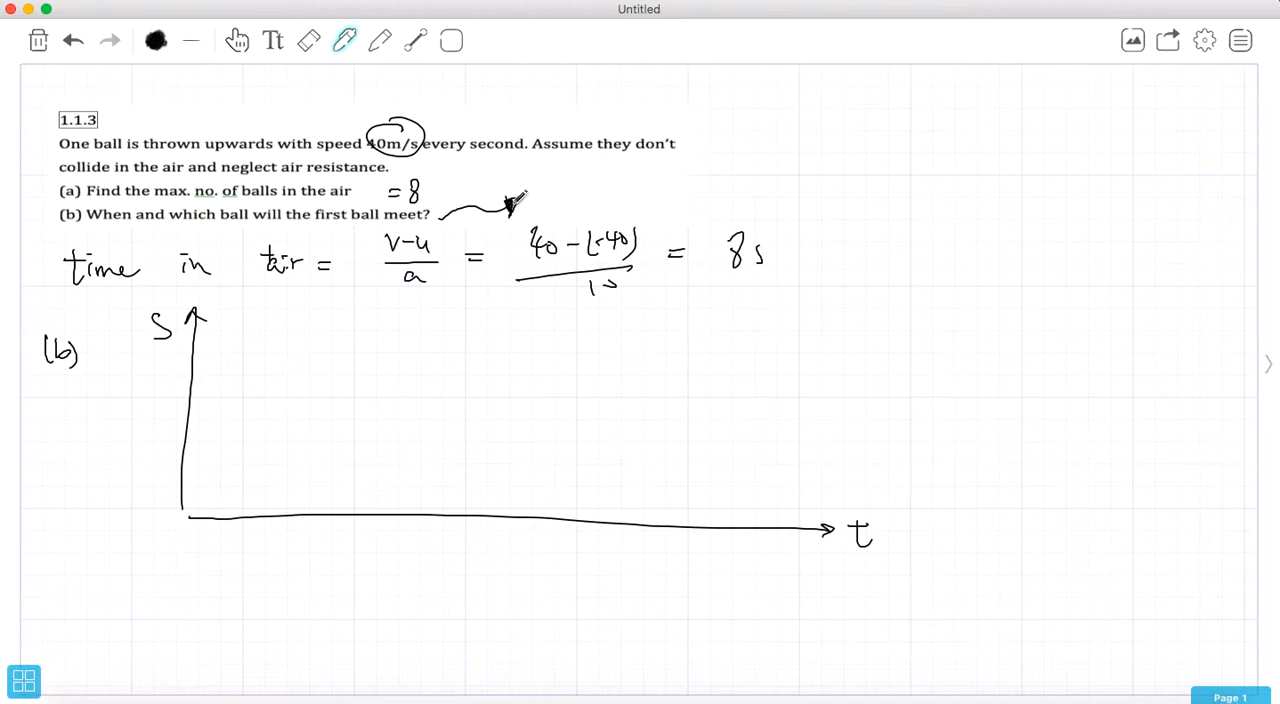 Untitled
Tt
1.1.3
One ball is thrown upwards with speed 40m/s every second. Assume they don't
collide in the air and neglect air resistance.
(a) Find the max. no. of balls in the air = 8
(b) When and which ball will the first ball meet?
time in air = v-u / a = 40-(-40) / 10 = 8s
(b)
S
t
Page 1